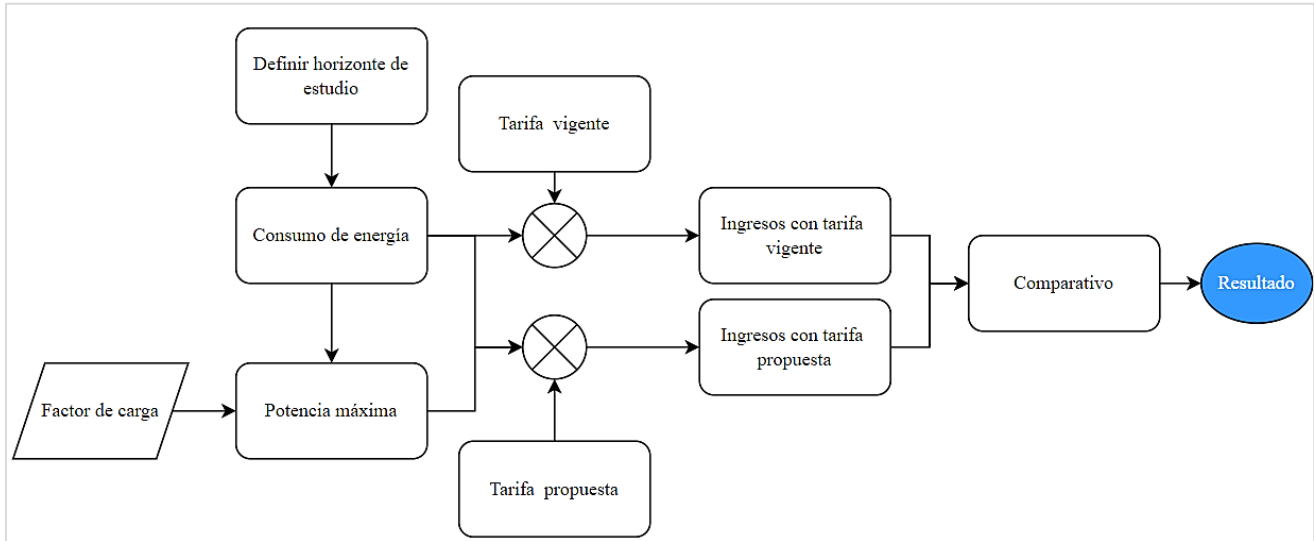 Definir horizonte de
estudio
Tarifa vigente
Consumo de energía
Ingresos con tarifa
vigente
Comparativo
Resultado
Ingresos con tarifa
propuesta
Factor de carga
Potencia máxima
Tarifa propuesta